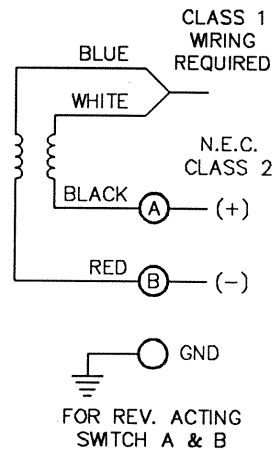 CLASS 1
WIRING
REQUIRED
BLUE
WHITE
N.E.C.
CLASS 2
BLACK
A
(+)
RED
B
(−)
GND
FOR REV. ACTING
SWITCH A & B